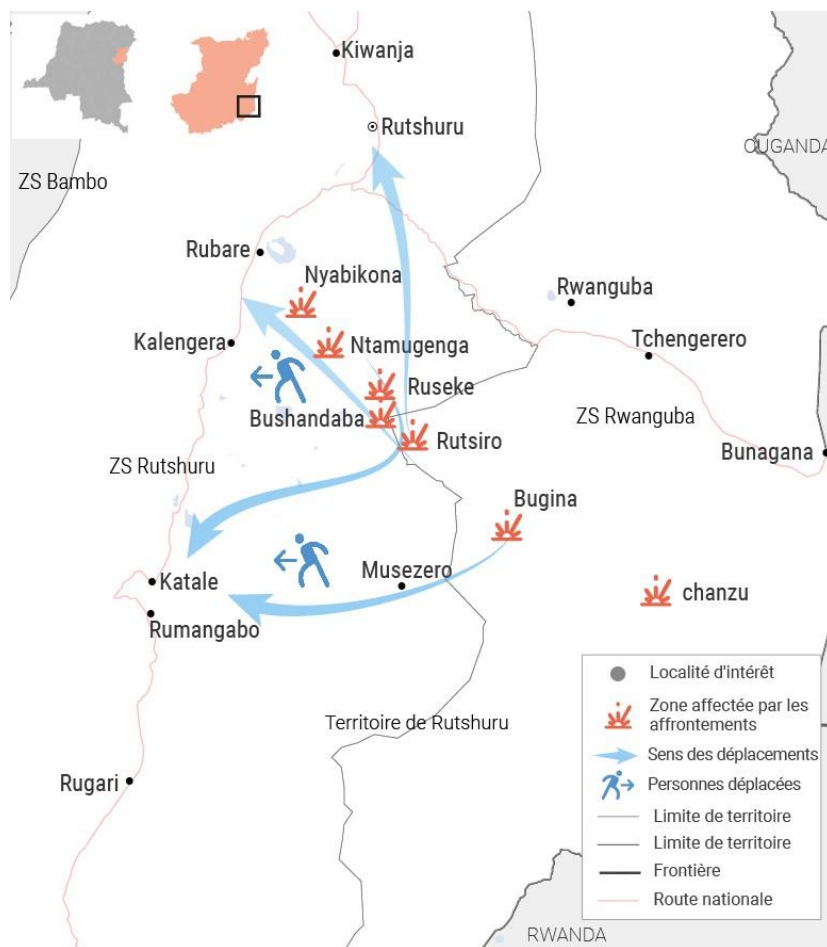 Kiwanja
Rutshuru
OUGANDA
ZS Bambo
Rubare
Nyabikona
Rwanguba
Kalengera
Ntamugenga
Tchengerero
Ruseke
Bushandaba
ZS Rwanguba
Rutsiro
Bunagana
ZS Rutshuru
Bugina
Katale
Musezero
chanzu
Rumangabo
Territoire de Rutshuru
Rugari
Localité d'intérêt
Zone affectée par les
affrontements
Sens des déplacements
Personnes déplacées
Limite de territoire
Limite de territoire
Frontière
Route nationale
RWANDA